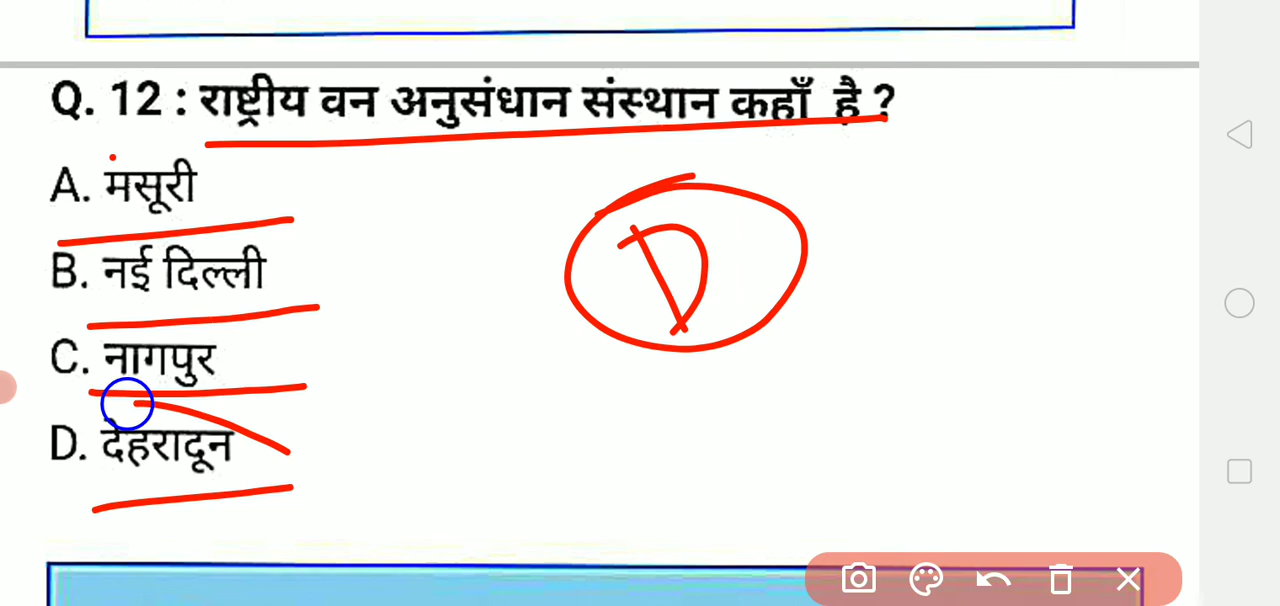 Q. 12 : राष्ट्रीय वन अनुसंधान संस्थान कहाँ है ?
A. मसूरी
B. नई दिल्ली
C. नागपुर
D. देहरादून
D